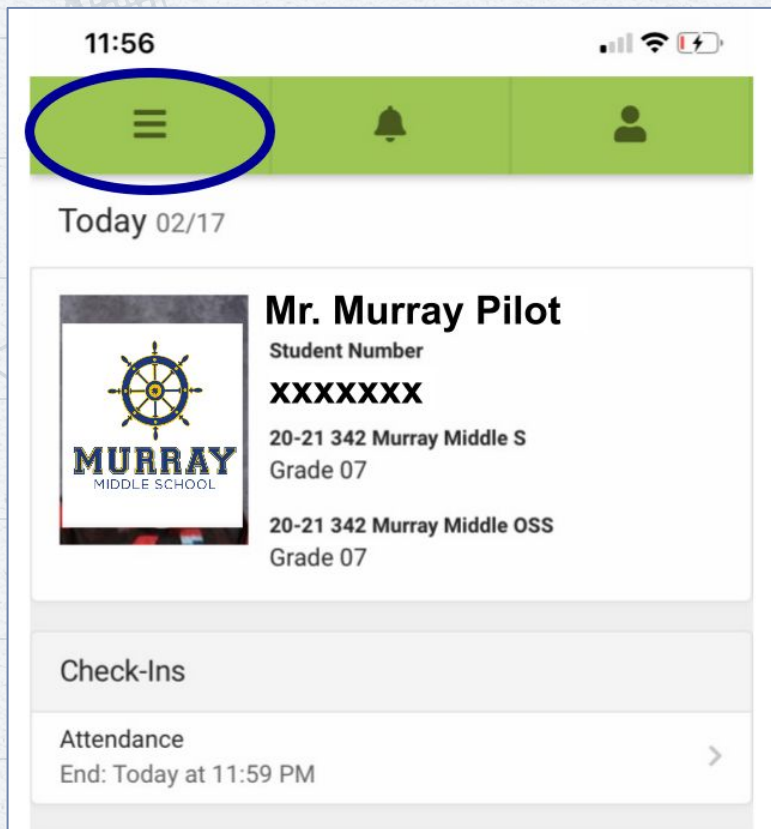 11:56
Today 02/17
Mr. Murray Pilot
Student Number
xxxxxxx
20-21 342 Murray Middle S
Grade 07
20-21 342 Murray Middle OSS
Grade 07
MURRAY
MIDDLE SCHOOL
Check-Ins
Attendance
End: Today at 11:59 PM